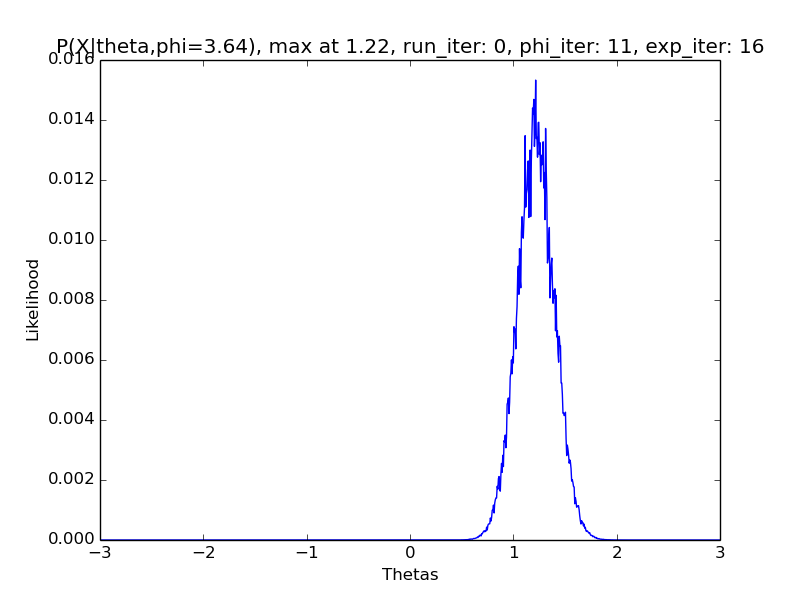 P(X|theta,phi=3.64), max at 1.22, run_iter: 0, phi_iter: 11, exp_iter: 16
0.016
0.014
0.012
0.010
0.008
0.006
0.004
0.002
0.000
Likelihood
−3 −2 −1 0 1 2 3
Thetas